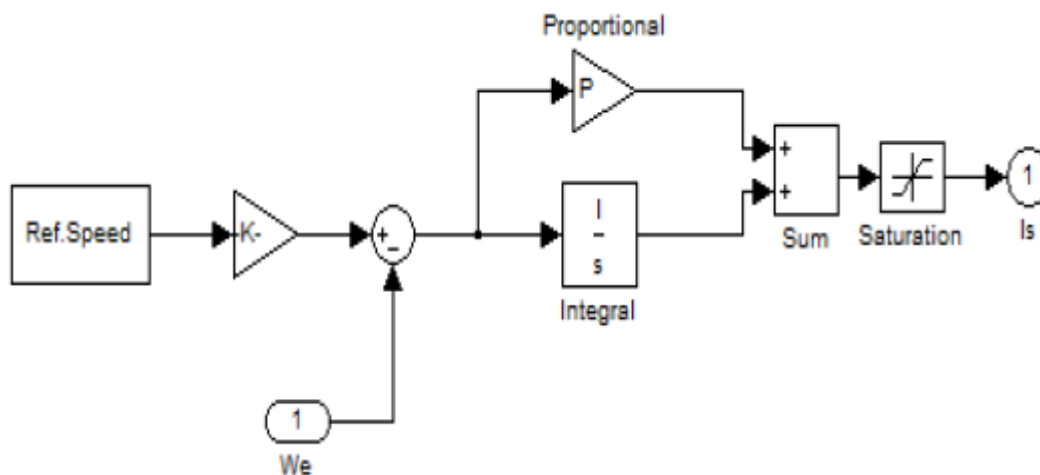 Proportional
P
Ref.Speed
K-
+
−
I
−
s
Integral
+
+
Sum
Saturation
1
Is
1
We